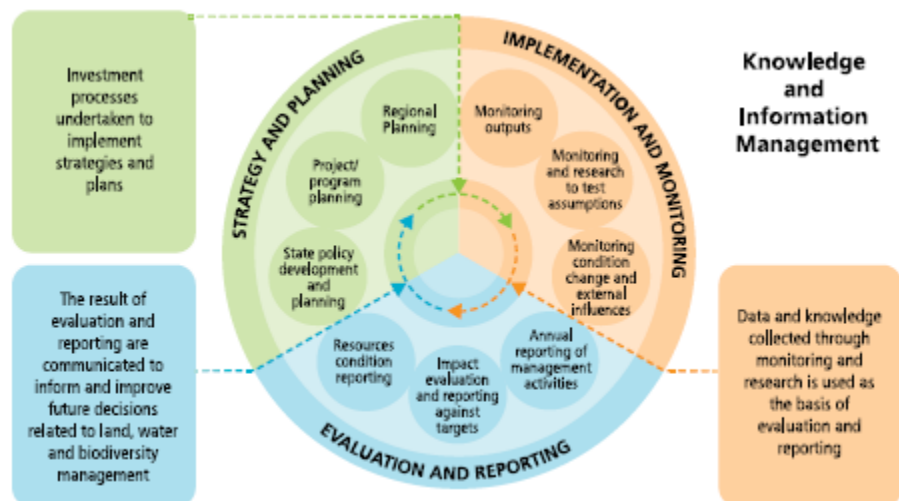 Investment
processes
undertaken to
implement
strategies and
plans
STRATEGY AND PLANNING
Regional
Planning
Project/
program
planning
State policy
development
and
planning
IMPLEMENTATION AND MONITORING
Monitoring
outputs
Monitoring
and research
to test
assumptions
Monitoring
condition
change and
external
influences
Knowledge
and
Information
Management
The result of
evaluation and
reporting are
communicated to
inform and improve
future decisions
related to land, water
and biodiversity
management
Resources
condition
reporting
Impact
evaluation
and reporting
against
targets
Annual
reporting of
management
activities
EVALUATION AND REPORTING
Data and knowledge
collected through
monitoring and
research is used as
the basis of
evaluation and
reporting